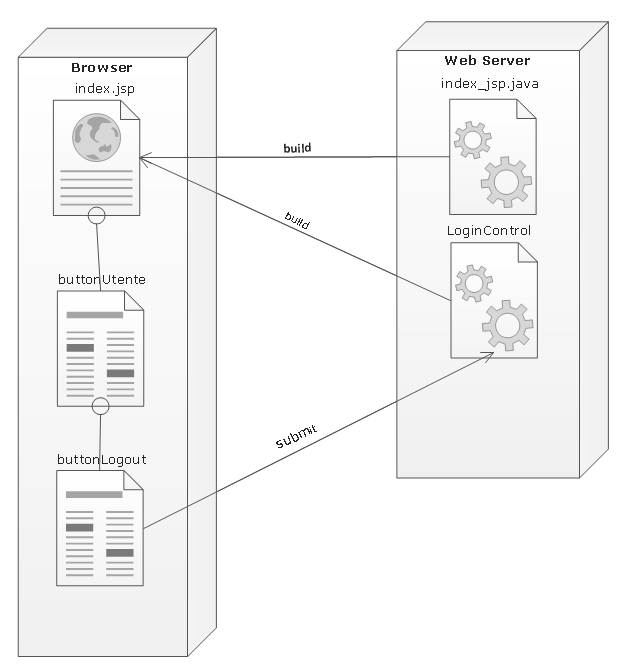 Browser
index.jsp
buttonUtente
buttonLogout
build
build
submit
Web Server
index_jsp.java
LoginControl